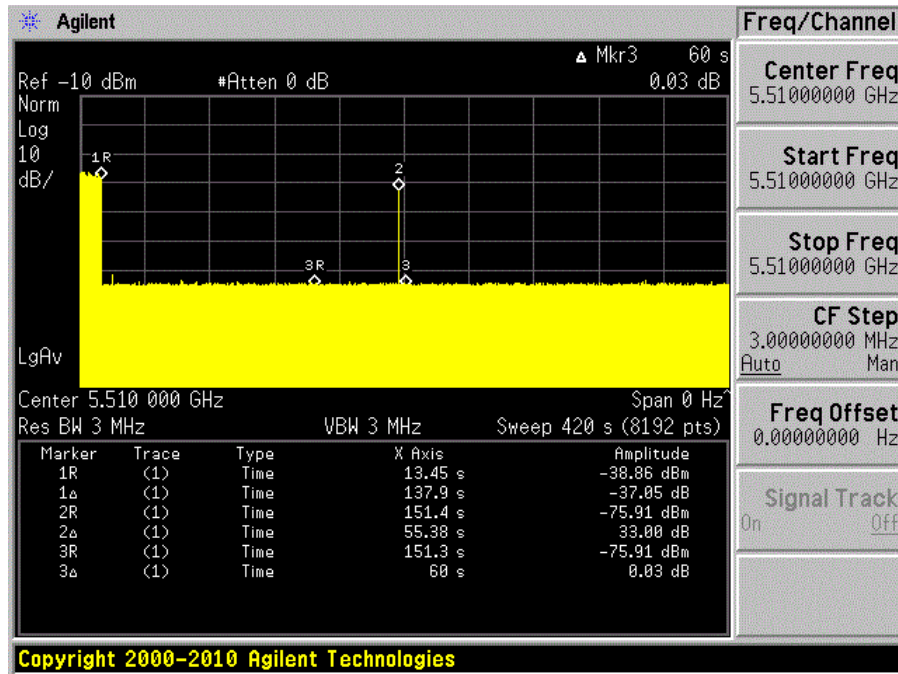 Agilent
Freq/Channel
Δ Mkr3 60 s
Ref -10 dBm #Atten 0 dB 0.03 dB
Norm
Log
10
dB/
1R
2
3R
3
LgAv
Center 5.510 000 GHz Span 0 Hz^
Res BW 3 MHz VBW 3 MHz Sweep 420 s (8192 pts)
Marker Trace Type X Axis Amplitude
1R (1) Time 13.45 s -38.86 dBm
1Δ (1) Time 137.9 s -37.05 dB
2R (1) Time 151.4 s -75.91 dBm
2Δ (1) Time 55.38 s 33.00 dB
3R (1) Time 151.3 s -75.91 dBm
3Δ (1) Time 60 s 0.03 dB
Center Freq
5.51000000 GHz
Start Freq
5.51000000 GHz
Stop Freq
5.51000000 GHz
CF Step
3.00000000 MHz
Auto Man
Freq Offset
0.00000000 Hz
Signal Track
On Off
Copyright 2000-2010 Agilent Technologies